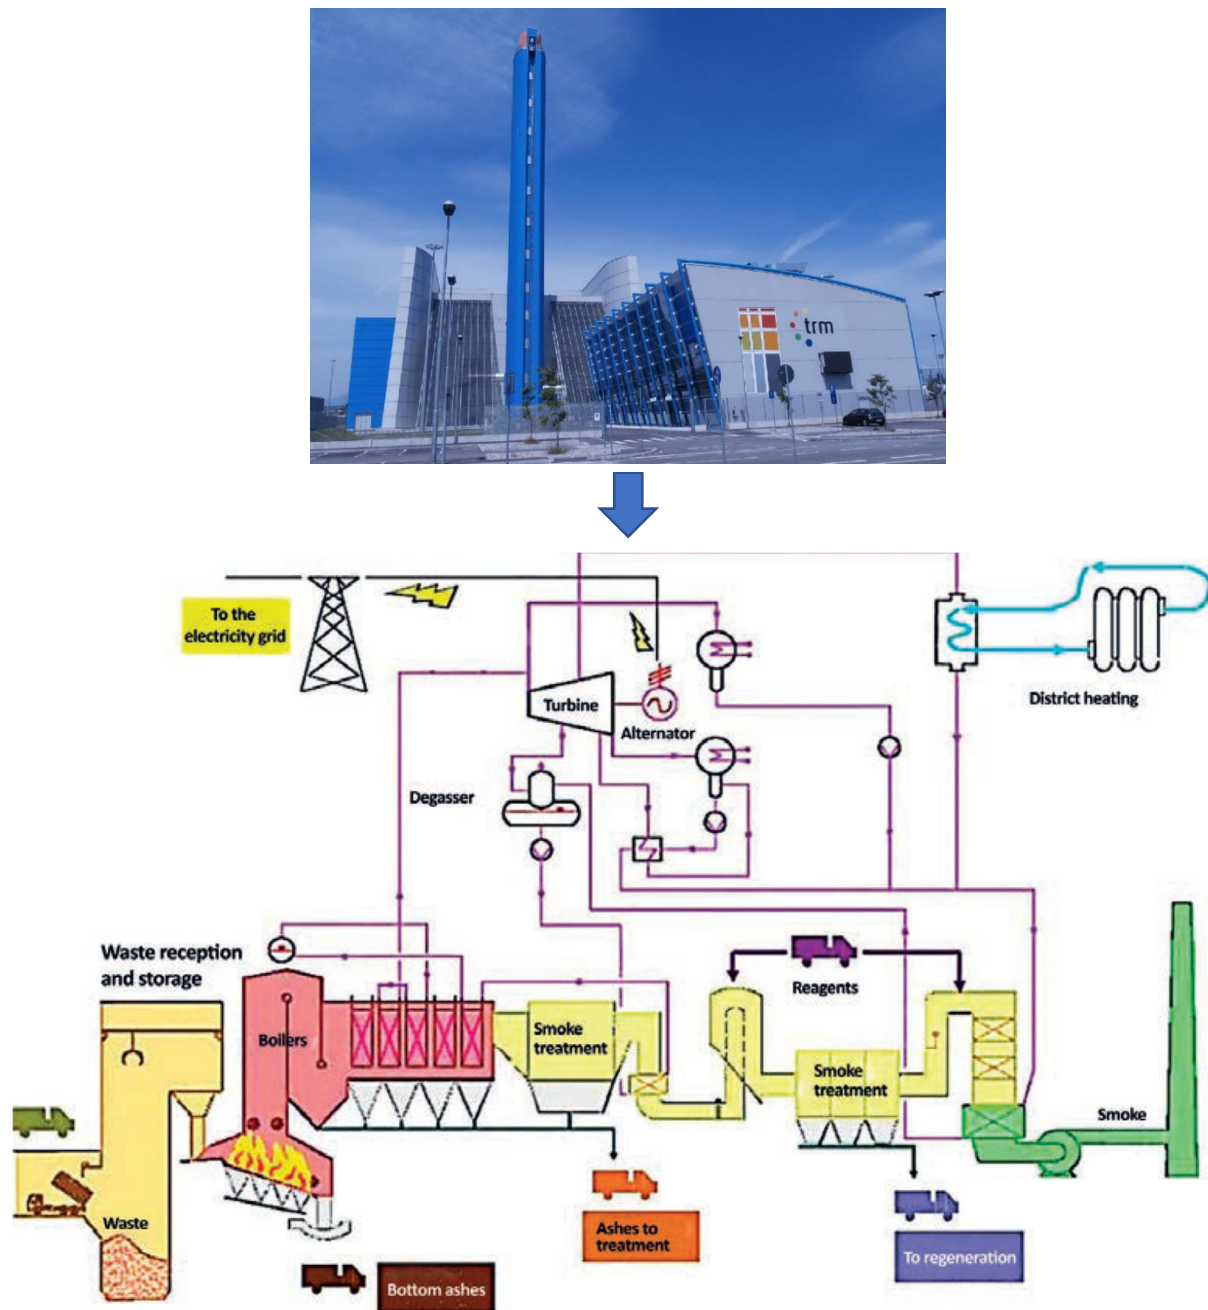 trm
To the
electricity grid
Turbine
Alternator
District heating
Degasser
Waste reception
and storage
Boilers
Smoke
treatment
Reagents
Smoke
treatment
Smoke
Waste
Ashes to
treatment
To regeneration
Bottom ashes